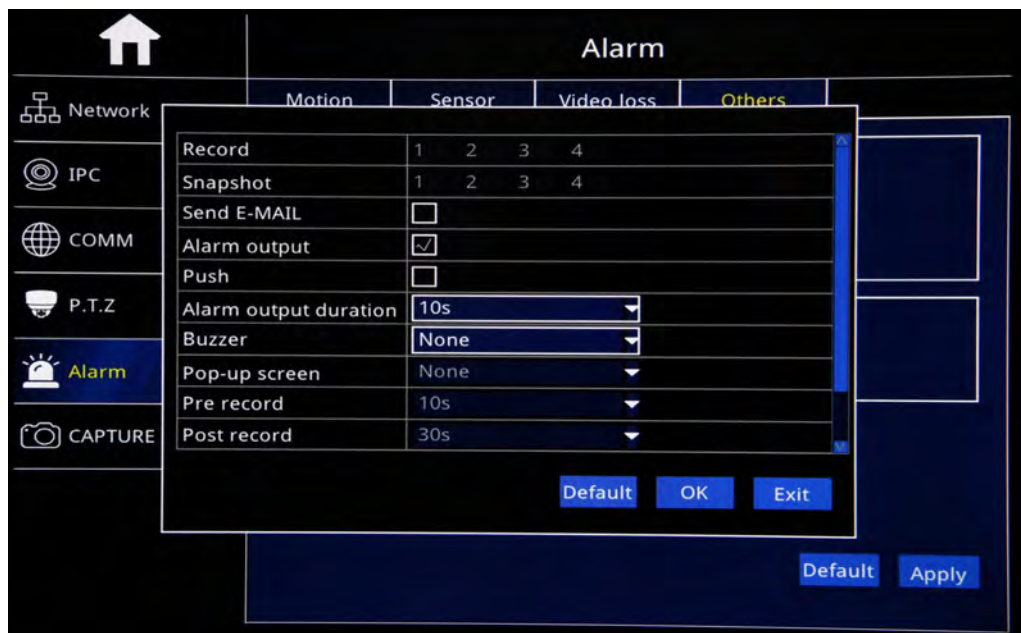 Alarm
Network
Motion
Sensor
Video loss
Others
IPC
COMM
P.T.Z
Alarm
CAPTURE
Record 1 2 3 4
Snapshot 1 2 3 4
Send E-MAIL
Alarm output
Push
Alarm output duration 10s
Buzzer None
Pop-up screen None
Pre record 10s
Post record 30s
Default OK Exit
Default Apply